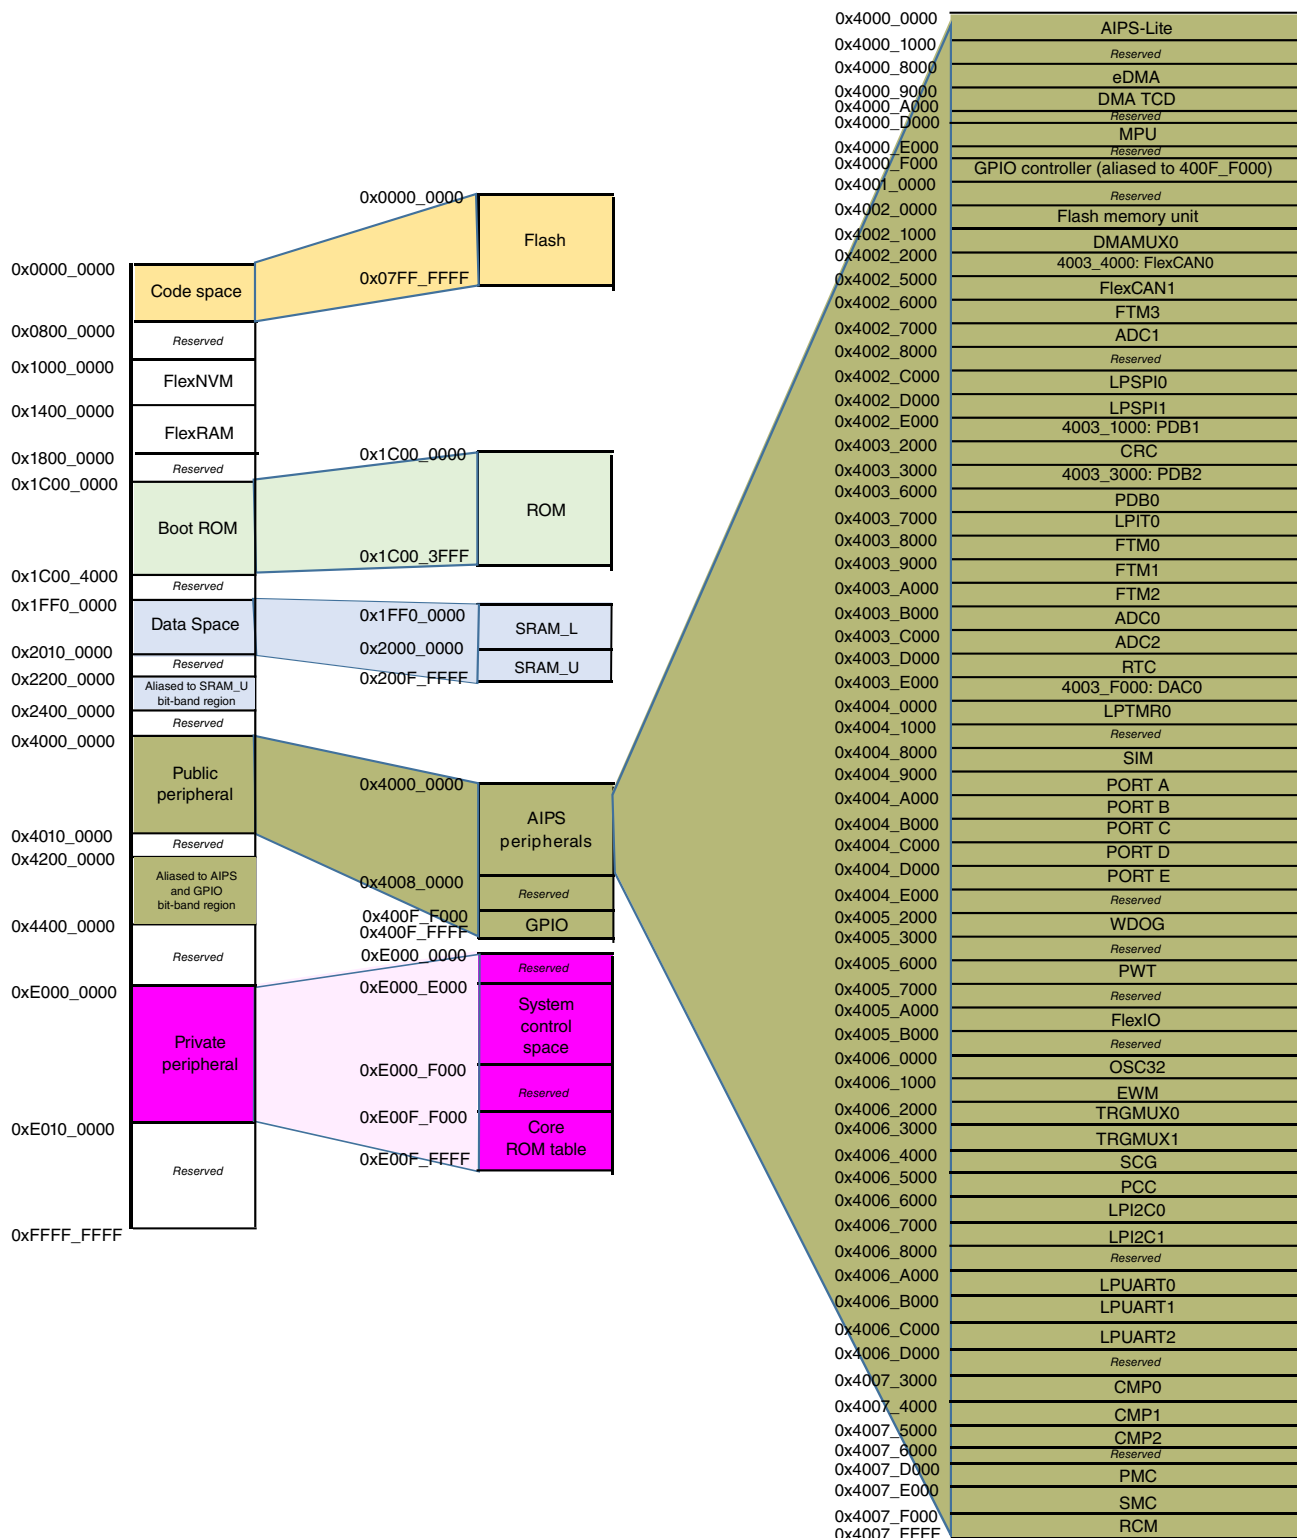 0x0000_0000
Code space
0x0800_0000
Reserved
0x1000_0000
FlexNVM
0x1400_0000
FlexRAM
0x1800_0000
Reserved
0x1C00_0000
Boot ROM
0x1C00_4000
Reserved
0x1FF0_0000
Data Space
0x2010_0000
Reserved
0x2200_0000
Aliased to SRAM_U
bit-band region
0x2400_0000
Reserved
0x4000_0000
Public
peripheral
0x4010_0000
Reserved
0x4200_0000
Aliased to AIPS
and GPIO
bit-band region
0x4400_0000
Reserved
0xE000_0000
Private
peripheral
0xE010_0000
Reserved
0xFFFF_FFFF
0x0000_0000
Flash
0x07FF_FFFF
0x1C00_0000
ROM
0x1C00_3FFF
0x1FF0_0000
SRAM_L
0x2000_0000
SRAM_U
0x200F_FFFF
0x4000_0000
AIPS
peripherals
0x4008_0000
Reserved
0x400F_F000
GPIO
0x400F_FFFF
0xE000_0000
Reserved
0xE000_E000
System
control
space
0xE000_F000
Reserved
0xE00F_F000
Core
ROM table
0xE00F_FFFF
0x4000_0000
AIPS-Lite
0x4000_1000
Reserved
0x4000_8000
eDMA
0x4000_9000
DMA TCD
0x4000_A000
Reserved
0x4000_D000
MPU
0x4000_E000
Reserved
0x4000_F000
GPIO controller (aliased to 400F_F000)
0x4001_0000
Reserved
0x4002_0000
Flash memory unit
0x4002_1000
DMAMUX0
0x4002_2000
4003_4000: FlexCAN0
0x4002_5000
FlexCAN1
0x4002_6000
FTM3
0x4002_7000
ADC1
0x4002_8000
Reserved
0x4002_C000
LPSPI0
0x4002_D000
LPSPI1
0x4002_E000
4003_1000: PDB1
0x4003_2000
CRC
0x4003_3000
4003_3000: PDB2
0x4003_6000
PDB0
0x4003_7000
LPIT0
0x4003_8000
FTM0
0x4003_9000
FTM1
0x4003_A000
FTM2
0x4003_B000
ADC0
0x4003_C000
ADC2
0x4003_D000
RTC
0x4003_E000
4003_F000: DAC0
0x4004_0000
LPTMR0
0x4004_1000
Reserved
0x4004_8000
SIM
0x4004_9000
PORT A
0x4004_A000
PORT B
0x4004_B000
PORT C
0x4004_C000
PORT D
0x4004_D000
PORT E
0x4004_E000
Reserved
0x4005_2000
WDOG
0x4005_3000
Reserved
0x4005_6000
PWT
0x4005_7000
Reserved
0x4005_A000
FlexIO
0x4005_B000
Reserved
0x4006_0000
OSC32
0x4006_1000
EWM
0x4006_2000
TRGMUX0
0x4006_3000
TRGMUX1
0x4006_4000
SCG
0x4006_5000
PCC
0x4006_6000
LPI2C0
0x4006_7000
LPI2C1
0x4006_8000
Reserved
0x4006_A000
LPUART0
0x4006_B000
LPUART1
0x4006_C000
LPUART2
0x4006_D000
Reserved
0x4007_3000
CMP0
0x4007_4000
CMP1
0x4007_5000
CMP2
0x4007_6000
Reserved
0x4007_D000
PMC
0x4007_E000
SMC
0x4007_F000
RCM
0x4007_FFFF